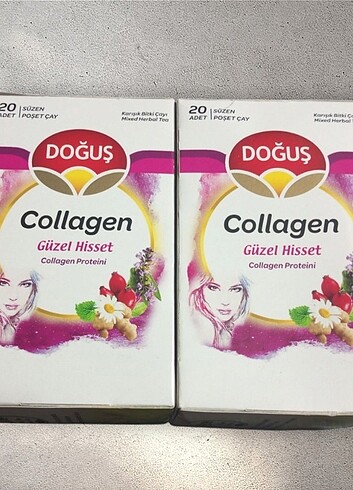 20 SÜZEN
ADET POŞET ÇAY
Karışık Bitki Çayı
Mixed Herbal Tea
DOĞUŞ
Collagen
Güzel Hisset
Collagen Proteini
20 SÜZEN
ADET POŞET ÇAY
Karışık Bitki Çayı
Mixed Herbal Tea
DOĞUŞ
Collagen
Güzel Hisset
Collagen Proteini